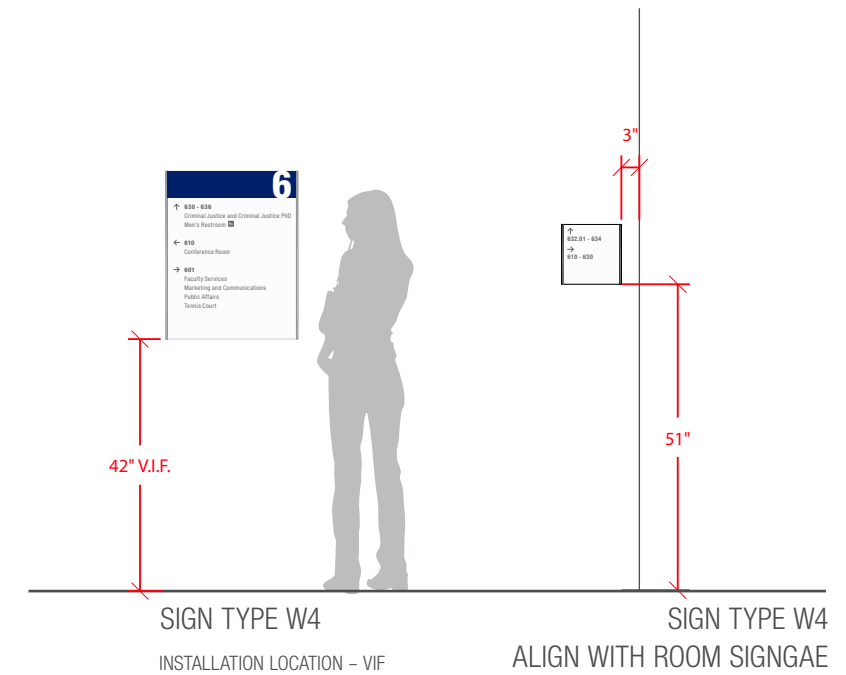 6
↑ 630 - 636
Criminal Justice and Criminal Justice PhD
Men's Restroom
← 610
Conference Room
→ 601
Faculty Services
Marketing and Communications
Public Affairs
Tennis Court
42" V.I.F.
3"
↑
632.01 - 634
→
610 - 630
51"
SIGN TYPE W4
INSTALLATION LOCATION – VIF
SIGN TYPE W4
ALIGN WITH ROOM SIGNGAE